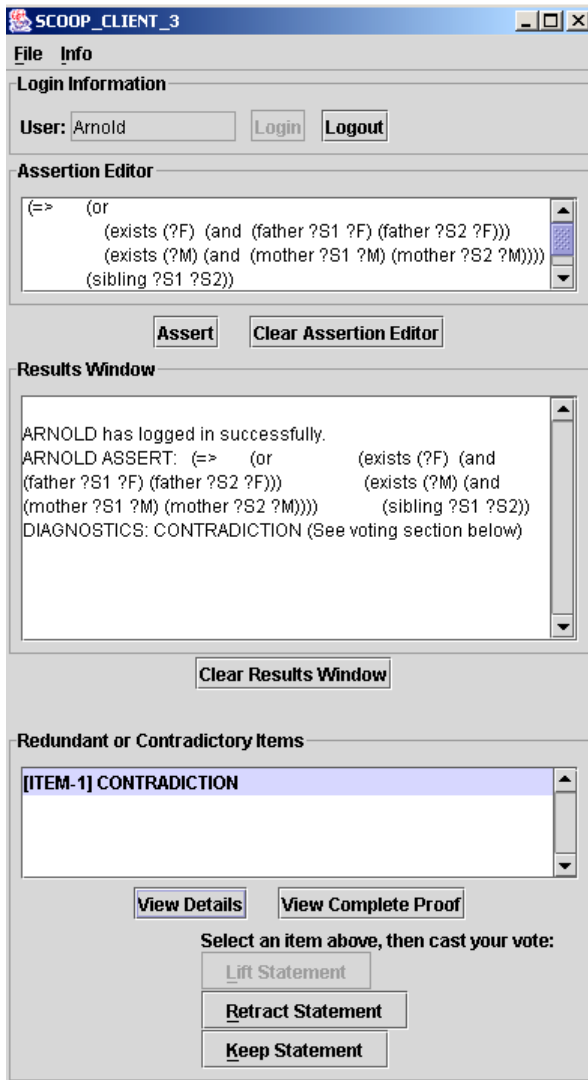 SCOOP_CLIENT_3
File Info
Login Information
User: Arnold Login Logout
Assertion Editor
(=> (or
(exists (?F) (and (father ?S1 ?F) (father ?S2 ?F)))
(exists (?M) (and (mother ?S1 ?M) (mother ?S2 ?M))))
(sibling ?S1 ?S2))
Assert Clear Assertion Editor
Results Window
ARNOLD has logged in successfully.
ARNOLD ASSERT: (=> (or (exists (?F) (and
(father ?S1 ?F) (father ?S2 ?F))) (exists (?M) (and
(mother ?S1 ?M) (mother ?S2 ?M)))) (sibling ?S1 ?S2))
DIAGNOSTICS: CONTRADICTION (See voting section below)
Clear Results Window
Redundant or Contradictory Items
[ITEM-1] CONTRADICTION
View Details View Complete Proof
Select an item above, then cast your vote:
Lift Statement
Retract Statement
Keep Statement